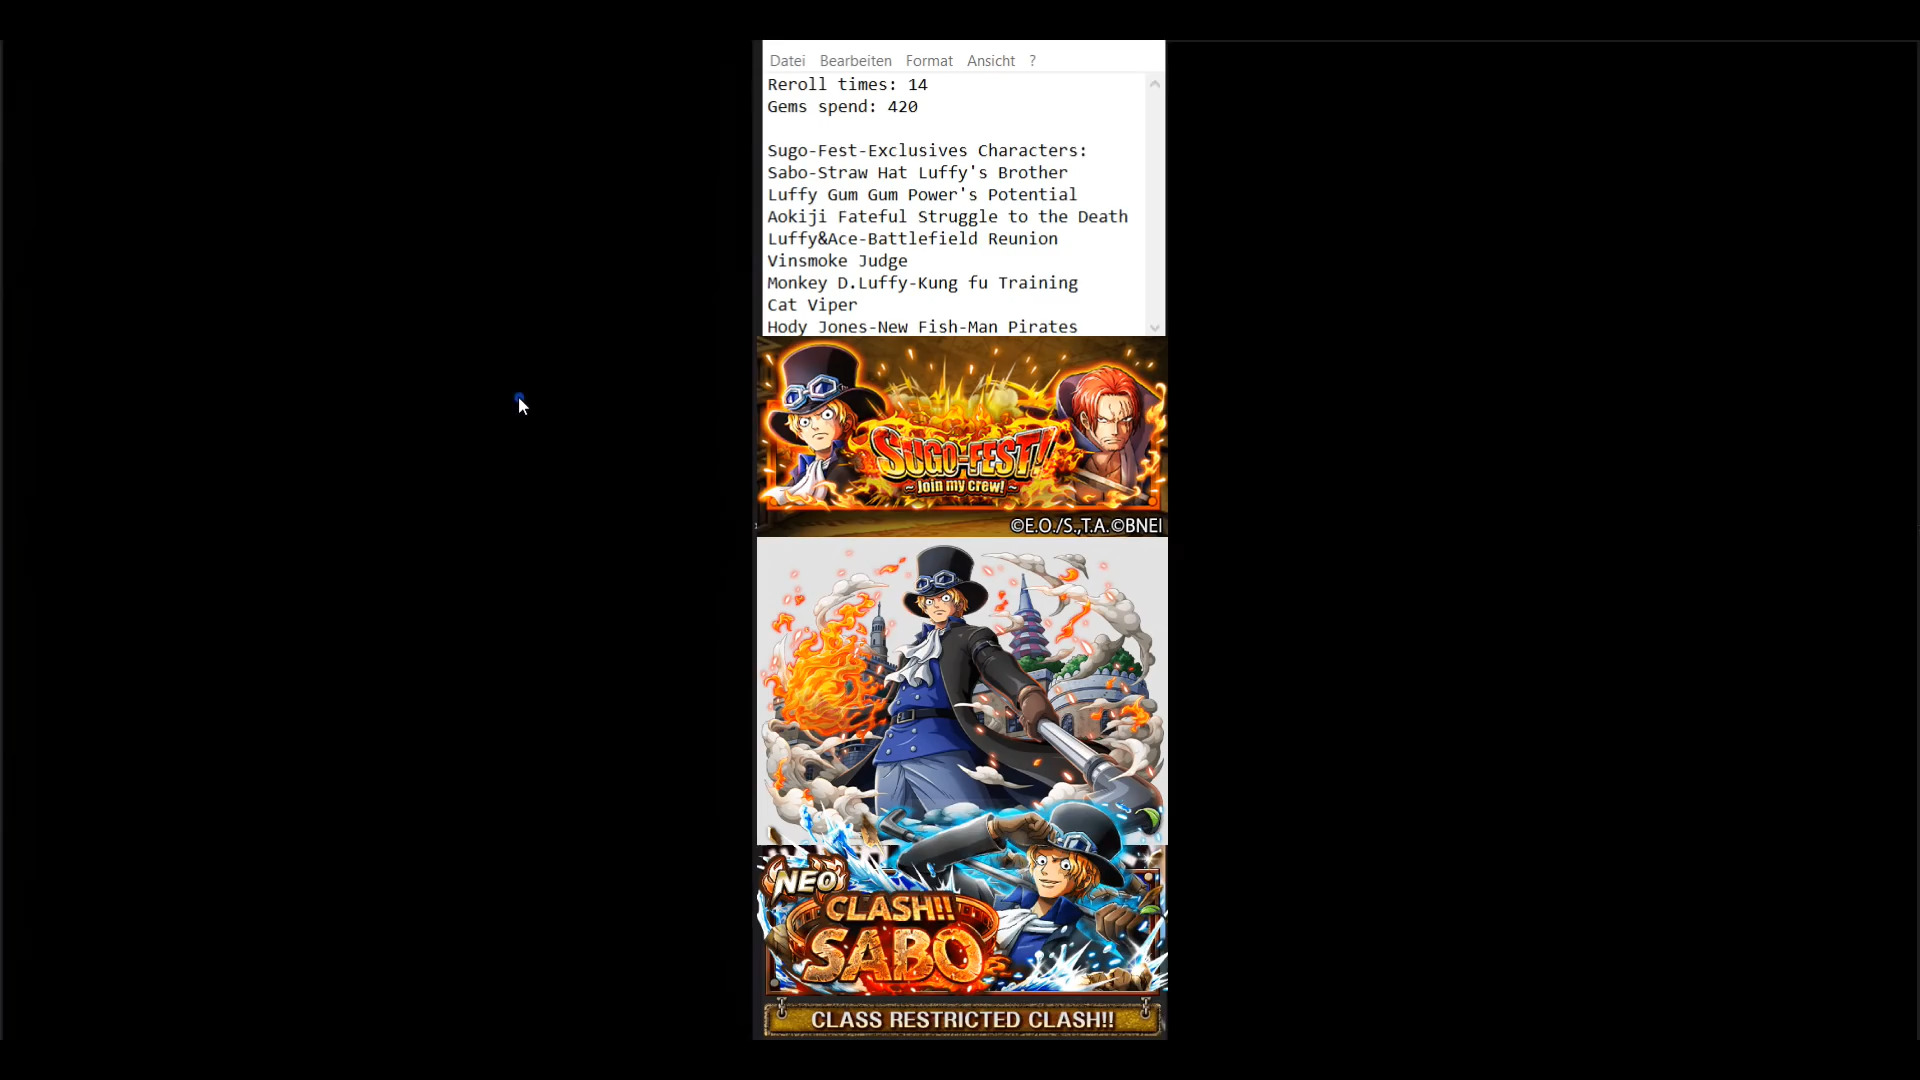 Datei Bearbeiten Format Ansicht ?
Reroll times: 14
Gems spend: 420
Sugo-Fest-Exclusives Characters:
Sabo-Straw Hat Luffy's Brother
Luffy Gum Gum Power's Potential
Aokiji Fateful Struggle to the Death
Luffy&Ace-Battlefield Reunion
Vinsmoke Judge
Monkey D.Luffy-Kung fu Training
Cat Viper
Hody Jones-New Fish-Man Pirates
SUGO-FEST!
~ Join my crew! ~
©E.O./S.,T.A.©BNEI
NEO
CLASH!!
SABO
CLASS RESTRICTED CLASH!!